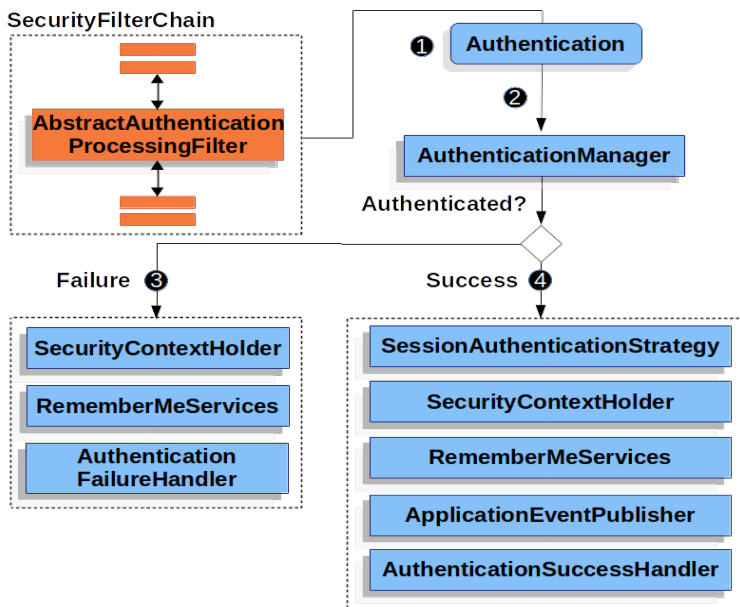 SecurityFilterChain
AbstractAuthentication
ProcessingFilter
1
Authentication
2
AuthenticationManager
Authenticated?
Failure 3
Success 4
SecurityContextHolder
RememberMeServices
Authentication
FailureHandler
SessionAuthenticationStrategy
SecurityContextHolder
RememberMeServices
ApplicationEventPublisher
AuthenticationSuccessHandler